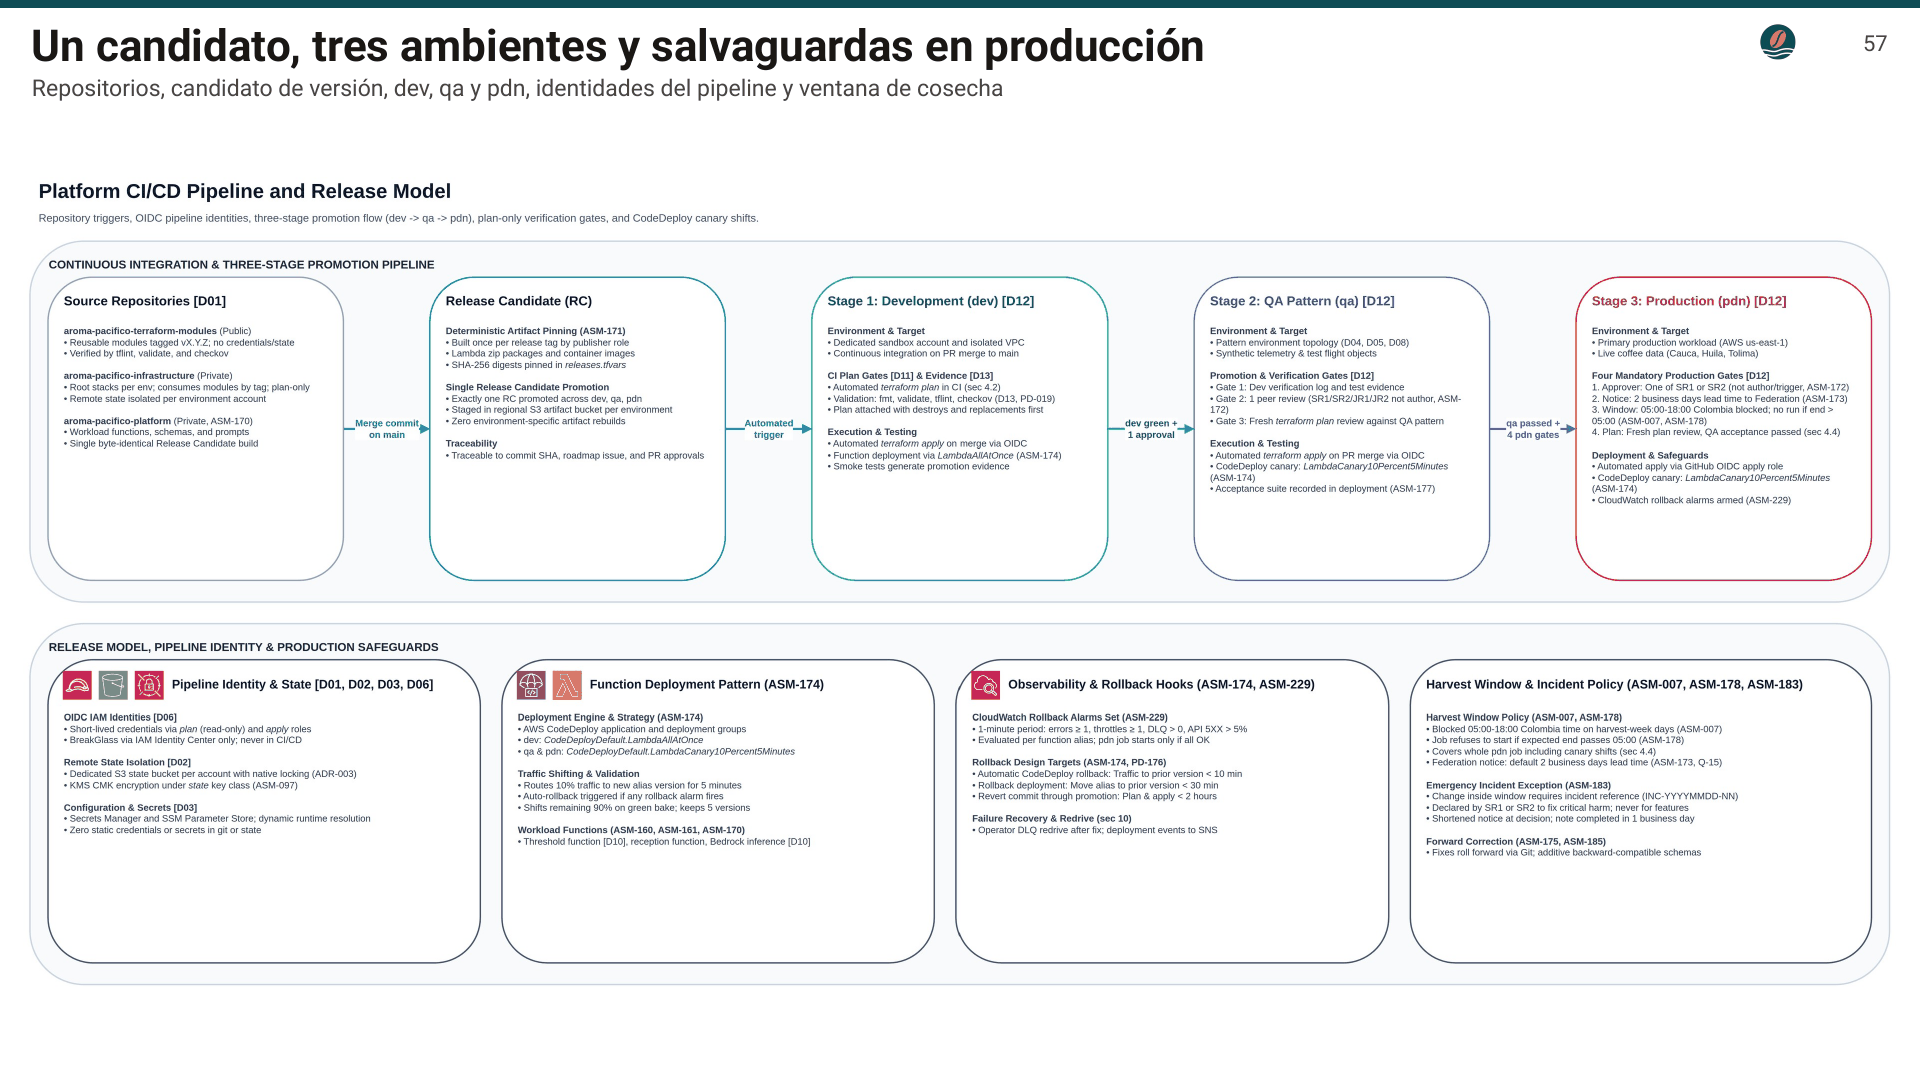 Un candidato, tres ambientes y salvaguardas en producción
57
Repositorios, candidato de versión, dev, qa y pdn, identidades del pipeline y ventana de cosecha
Platform CI/CD Pipeline and Release Model
Repository triggers, OIDC pipeline identities, three-stage promotion flow (dev -> qa -> pdn), plan-only verification gates, and CodeDeploy canary shifts.
CONTINUOUS INTEGRATION & THREE-STAGE PROMOTION PIPELINE
Source Repositories [D01]
aroma-pacifico-terraform-modules (Public)
• Reusable modules tagged vX.Y.Z; no credentials/state
• Verified by tflint, validate, and checkov
aroma-pacifico-infrastructure (Private)
• Root stacks per env; consumes modules by tag; plan-only
• Remote state isolated per environment account
aroma-pacifico-platform (Private, ASM-170)
• Workload functions, schemas, and prompts
• Single byte-identical Release Candidate build
Merge commit
on main
Release Candidate (RC)
Deterministic Artifact Pinning (ASM-171)
• Built once per release tag by publisher role
• Lambda zip packages and container images
• SHA-256 digests pinned in releases.tfvars
Single Release Candidate Promotion
• Exactly one RC promoted across dev, qa, pdn
• Staged in regional S3 artifact bucket per environment
• Zero environment-specific artifact rebuilds
Traceability
• Traceable to commit SHA, roadmap issue, and PR approvals
Automated
trigger
Stage 1: Development (dev) [D12]
Environment & Target
• Dedicated sandbox account and isolated VPC
• Continuous integration on PR merge to main
CI Plan Gates [D11] & Evidence [D13]
• Automated terraform plan in CI (sec 4.2)
• Validation: fmt, validate, tflint, checkov (D13, PD-019)
• Plan attached with destroys and replacements first
Execution & Testing
• Automated terraform apply on merge via OIDC
• Function deployment via LambdaAllAtOnce (ASM-174)
• Smoke tests generate promotion evidence
dev green +
1 approval
Stage 2: QA Pattern (qa) [D12]
Environment & Target
• Pattern environment topology (D04, D05, D08)
• Synthetic telemetry & test flight objects
Promotion & Verification Gates [D12]
• Gate 1: Dev verification log and test evidence
• Gate 2: 1 peer review (SR1/SR2/JR1/JR2 not author, ASM-
172)
• Gate 3: Fresh terraform plan review against QA pattern
Execution & Testing
• Automated terraform apply on PR merge via OIDC
• CodeDeploy canary: LambdaCanary10Percent5Minutes
(ASM-174)
• Acceptance suite recorded in deployment (ASM-177)
qa passed +
4 pdn gates
Stage 3: Production (pdn) [D12]
Environment & Target
• Primary production workload (AWS us-east-1)
• Live coffee data (Cauca, Huila, Tolima)
Four Mandatory Production Gates [D12]
1. Approver: One of SR1 or SR2 (not author/trigger, ASM-172)
2. Notice: 2 business days lead time to Federation (ASM-173)
3. Window: 05:00-18:00 Colombia blocked; no run if end >
05:00 (ASM-007, ASM-178)
4. Plan: Fresh plan review, QA acceptance passed (sec 4.4)
Deployment & Safeguards
• Automated apply via GitHub OIDC apply role
• CodeDeploy canary: LambdaCanary10Percent5Minutes
(ASM-174)
• CloudWatch rollback alarms armed (ASM-229)
RELEASE MODEL, PIPELINE IDENTITY & PRODUCTION SAFEGUARDS
Pipeline Identity & State [D01, D02, D03, D06]
OIDC IAM Identities [D06]
• Short-lived credentials via plan (read-only) and apply roles
• BreakGlass via IAM Identity Center only; never in CI/CD
Remote State Isolation [D02]
• Dedicated S3 state bucket per account with native locking (ADR-003)
• KMS CMK encryption under state key class (ASM-097)
Configuration & Secrets [D03]
• Secrets Manager and SSM Parameter Store; dynamic runtime resolution
• Zero static credentials or secrets in git or state
Function Deployment Pattern (ASM-174)
Deployment Engine & Strategy (ASM-174)
• AWS CodeDeploy application and deployment groups
• dev: CodeDeployDefault.LambdaAllAtOnce
• qa & pdn: CodeDeployDefault.LambdaCanary10Percent5Minutes
Traffic Shifting & Validation
• Routes 10% traffic to new alias version for 5 minutes
• Auto-rollback triggered if any rollback alarm fires
• Shifts remaining 90% on green bake; keeps 5 versions
Workload Functions (ASM-160, ASM-161, ASM-170)
• Threshold function [D10], reception function, Bedrock inference [D10]
Observability & Rollback Hooks (ASM-174, ASM-229)
CloudWatch Rollback Alarms Set (ASM-229)
• 1-minute period: errors ≥ 1, throttles ≥ 1, DLQ > 0, API 5XX > 5%
• Evaluated per function alias; pdn job starts only if all OK
Rollback Design Targets (ASM-174, PD-176)
• Automatic CodeDeploy rollback: Traffic to prior version < 10 min
• Rollback deployment: Move alias to prior version < 30 min
• Revert commit through promotion: Plan & apply < 2 hours
Failure Recovery & Redrive (sec 10)
• Operator DLQ redrive after fix; deployment events to SNS
Harvest Window & Incident Policy (ASM-007, ASM-178, ASM-183)
Harvest Window Policy (ASM-007, ASM-178)
• Blocked 05:00-18:00 Colombia time on harvest-week days (ASM-007)
• Job refuses to start if expected end passes 05:00 (ASM-178)
• Covers whole pdn job including canary shifts (sec 4.4)
• Federation notice: default 2 business days lead time (ASM-173, Q-15)
Emergency Incident Exception (ASM-183)
• Change inside window requires incident reference (INC-YYYYMMDD-NN)
• Declared by SR1 or SR2 to fix critical harm; never for features
• Shortened notice at decision; note completed in 1 business day
Forward Correction (ASM-175, ASM-185)
• Fixes roll forward via Git; additive backward-compatible schemas